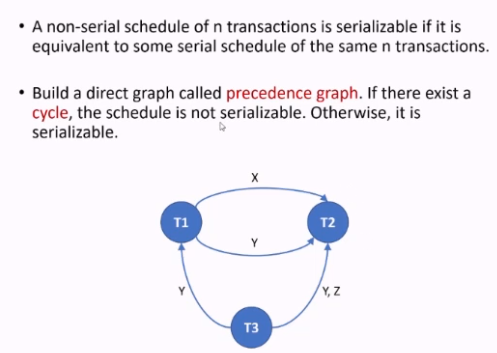 • A non-serial schedule of n transactions is serializable if it is
equivalent to some serial schedule of the same n transactions.
• Build a direct graph called precedence graph. If there exist a
cycle, the schedule is not serializable. Otherwise, it is
serializable.
X
T1
T2
Y
Y
Y, Z
T3